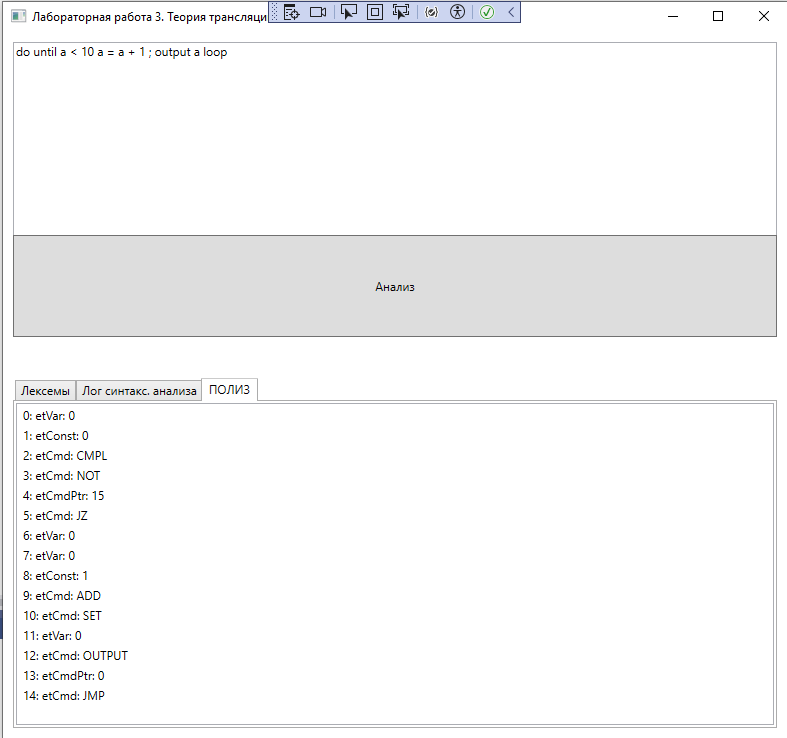 Лабораторная работа 3. Теория трансляци
do until a < 10 a = a + 1 ; output a loop
Анализ
Лексемы Лог синтакс. анализа ПОЛИЗ
0: etVar: 0
1: etConst: 0
2: etCmd: CMPL
3: etCmd: NOT
4: etCmdPtr: 15
5: etCmd: JZ
6: etVar: 0
7: etVar: 0
8: etConst: 1
9: etCmd: ADD
10: etCmd: SET
11: etVar: 0
12: etCmd: OUTPUT
13: etCmdPtr: 0
14: etCmd: JMP